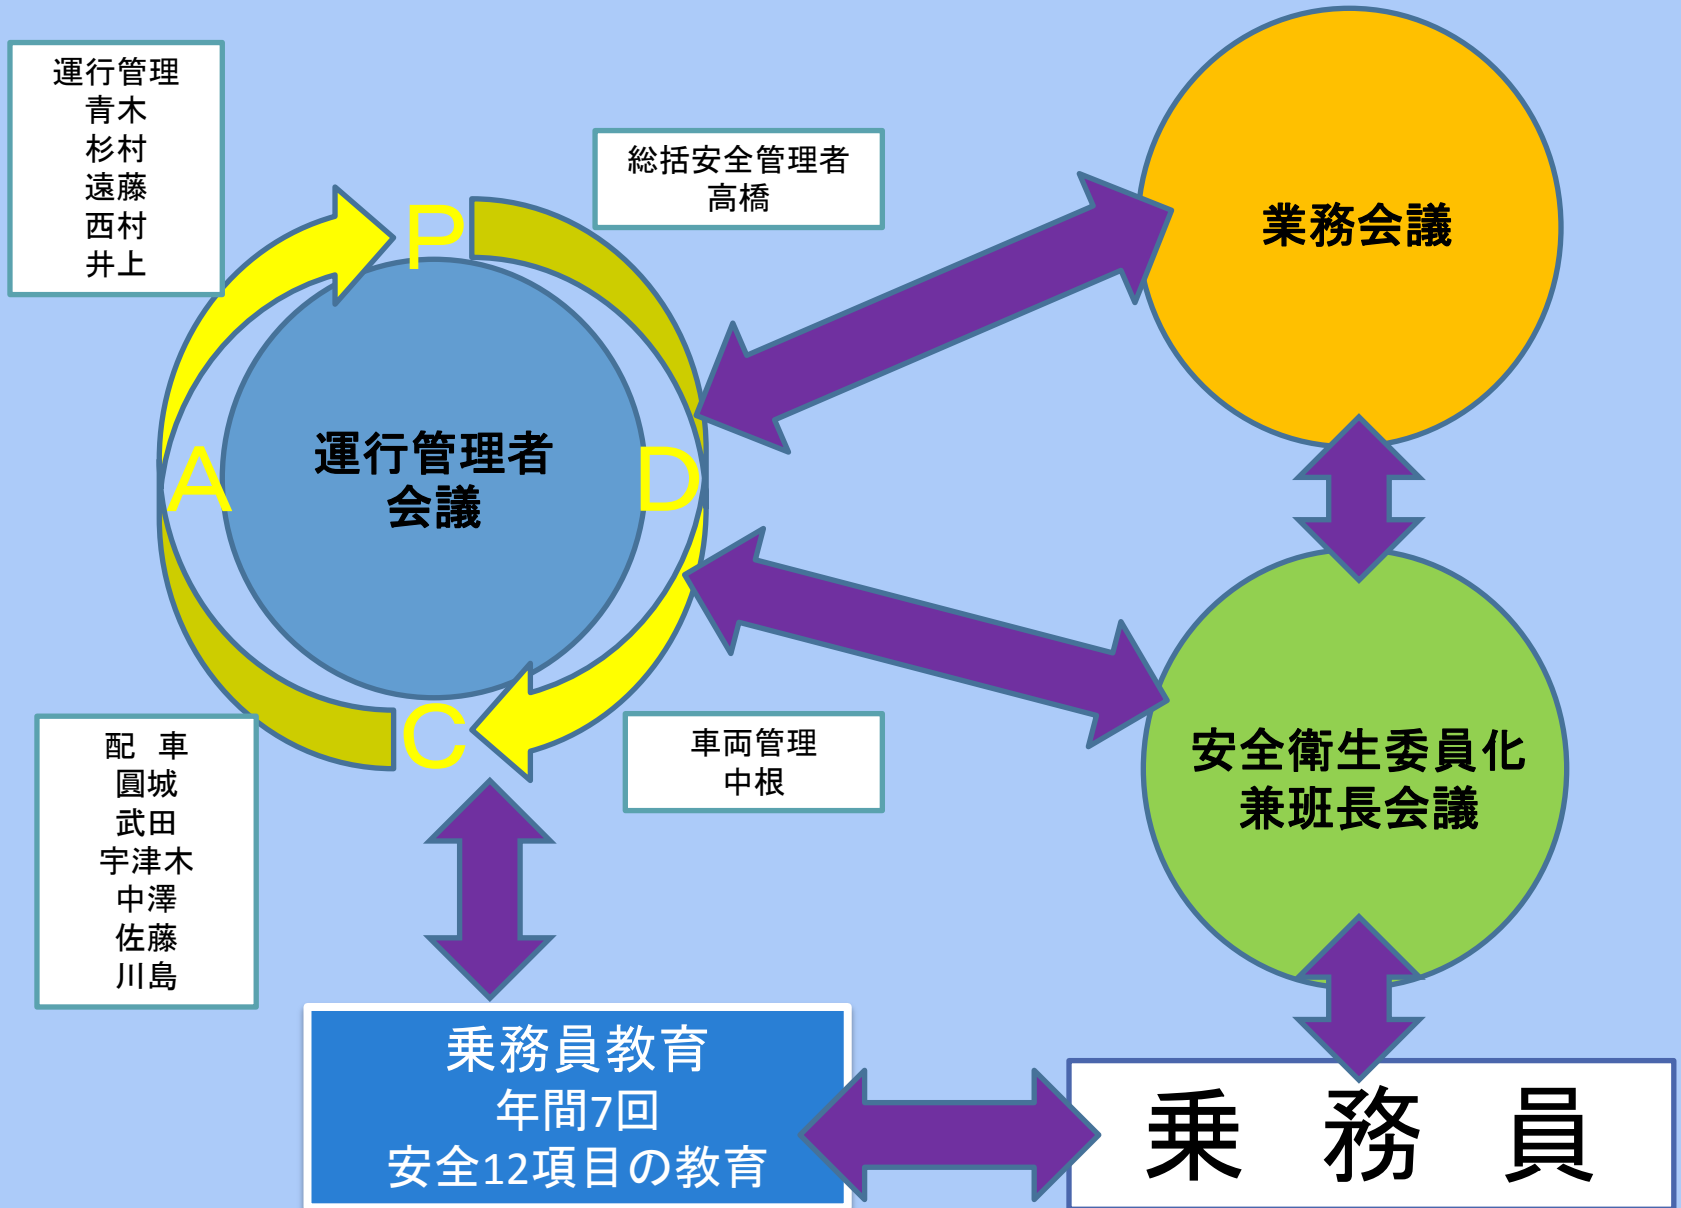 運行管理
青木
杉村
遠藤
西村
井上
総括安全管理者
高橋
業務会議
P
運行管理者
会議
A
D
C
車両管理
中根
安全衛生委員化
兼班長会議
配　車
圓城
武田
宇津木
中澤
佐藤
川島
乗務員教育
年間7回
安全12項目の教育
乗　務　員